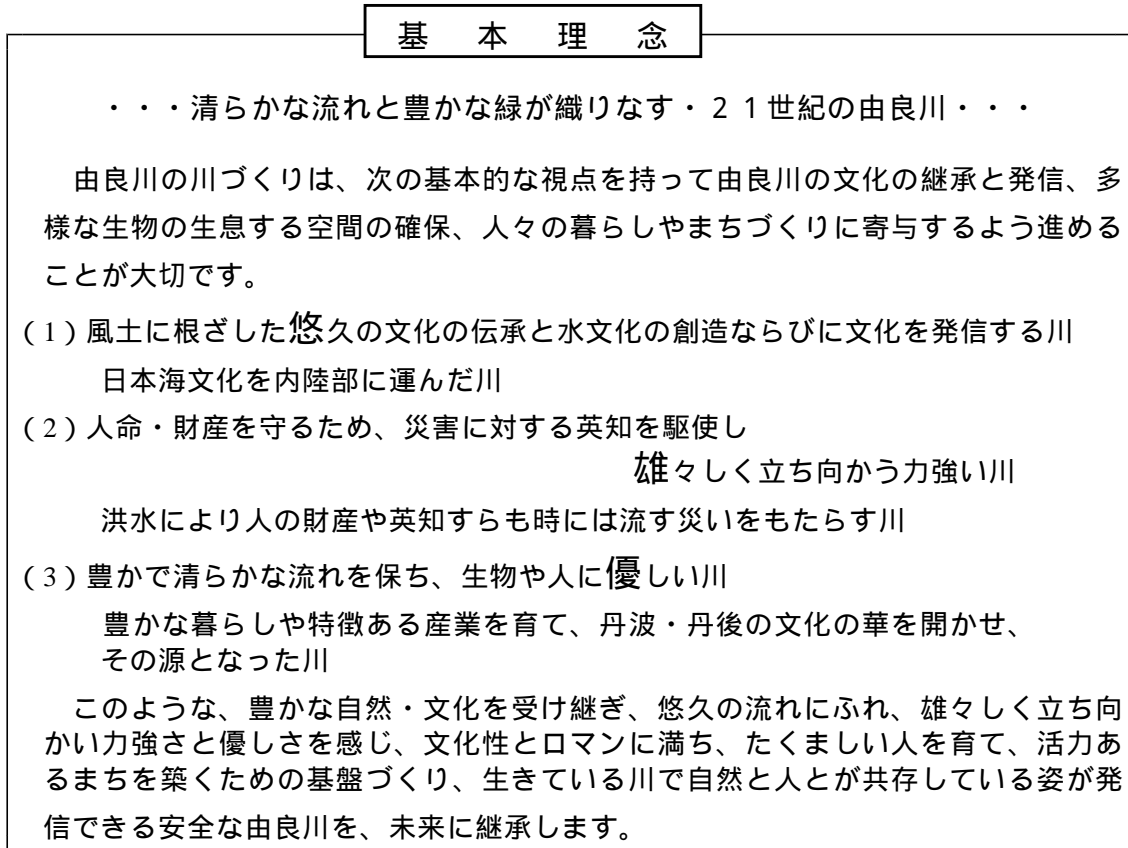 基 本 理 念
・・・清らかな流れと豊かな緑が織りなす・２１世紀の由良川・・・
由良川の川づくりは、次の基本的な視点を持って由良川の文化の継承と発信、多
様な生物の生息する空間の確保、人々の暮らしやまちづくりに寄与するよう進める
ことが大切です。
(1)風土に根ざした悠久の文化の伝承と水文化の創造ならびに文化を発信する川
日本海文化を内陸部に運んだ川
(2)人命・財産を守るため、災害に対する英知を駆使し
雄々しく立ち向かう力強い川
洪水により人の財産や英知すらも時には流す災いをもたらす川
(3)豊かで清らかな流れを保ち、生物や人に優しい川
豊かな暮らしや特徴ある産業を育て、丹波・丹後の文化の華を開かせ、
その源となった川
このような、豊かな自然・文化を受け継ぎ、悠久の流れにふれ、雄々しく立ち向
かい力強さと優しさを感じ、文化性とロマンに満ち、たくましい人を育て、活力あ
るまちを築くための基盤づくり、生きている川で自然と人とが共存している姿が発
信できる安全な由良川を、未来に継承します。